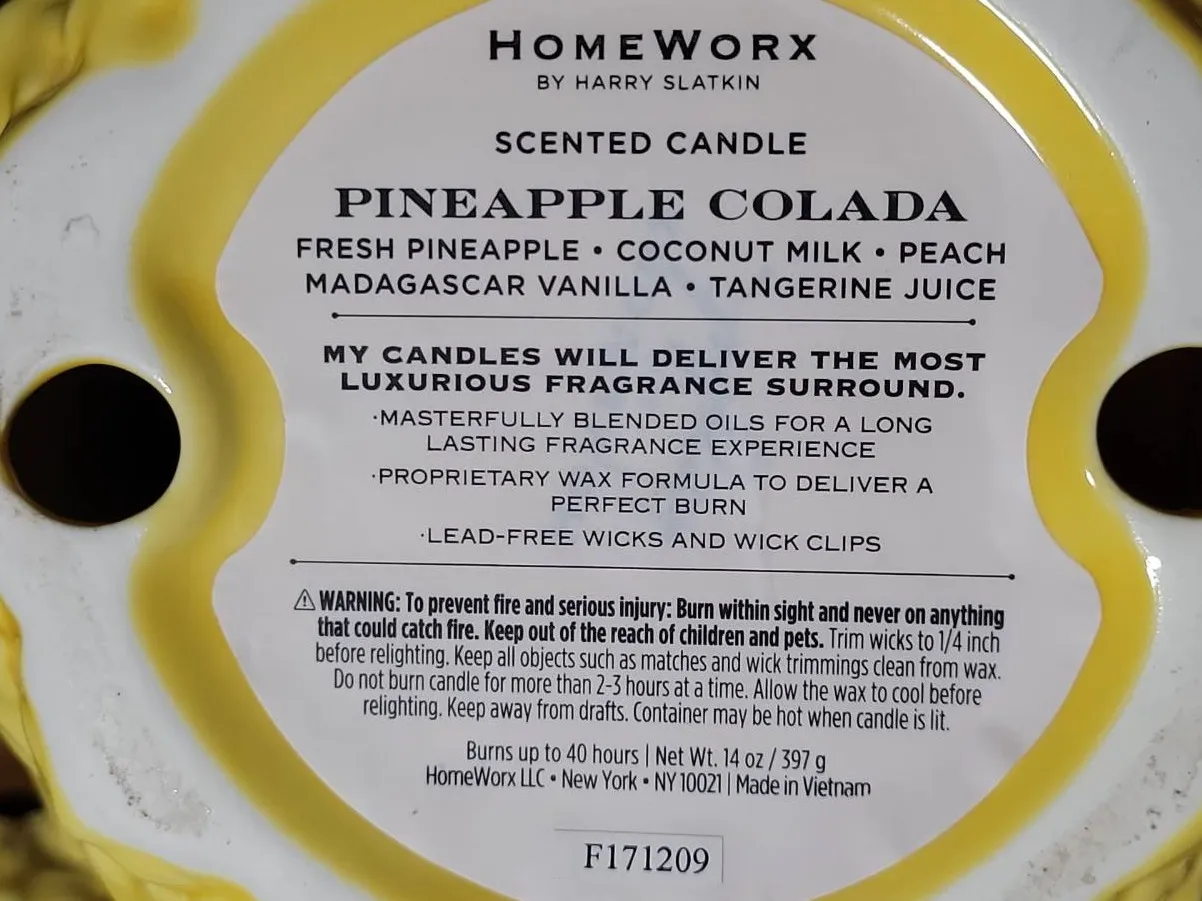 HOMEWORX
BY HARRY SLATKIN
SCENTED CANDLE
PINEAPPLE COLADA
FRESH PINEAPPLE • COCONUT MILK • PEACH
MADAGASCAR VANILLA • TANGERINE JUICE
MY CANDLES WILL DELIVER THE MOST
LUXURIOUS FRAGRANCE SURROUND.
·MASTERFULLY BLENDED OILS FOR A LONG
LASTING FRAGRANCE EXPERIENCE
·PROPRIETARY WAX FORMULA TO DELIVER A
PERFECT BURN
·LEAD-FREE WICKS AND WICK CLIPS
⚠ WARNING: To prevent fire and serious injury: Burn within sight and never on anything
that could catch fire. Keep out of the reach of children and pets. Trim wicks to 1/4 inch
before relighting. Keep all objects such as matches and wick trimmings clean from wax.
Do not burn candle for more than 2-3 hours at a time. Allow the wax to cool before
relighting. Keep away from drafts. Container may be hot when candle is lit.
Burns up to 40 hours | Net Wt. 14 oz / 397 g
HomeWorx LLC • New York • NY 10021 | Made in Vietnam
F171209